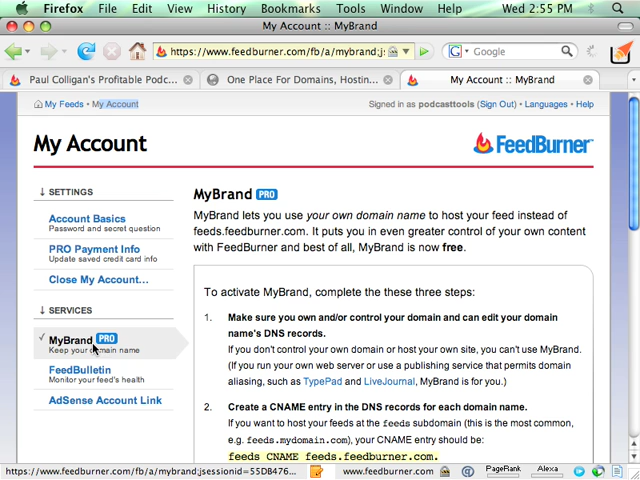 Firefox File Edit View History Bookmarks Tools Window Help Wed 2:55 PM
My Account :: MyBrand
https://www.feedburner.com/fb/a/mybrand;js
Google
Paul Colligan's Profitable Podc...
One Place For Domains, Hostin...
My Account :: MyBrand
My Feeds • My Account
Signed in as podcasttools (Sign Out) • Languages • Help
My Account
FeedBurner™
↓ SETTINGS
Account Basics
Password and secret question
PRO Payment Info
Update saved credit card info
Close My Account...
↓ SERVICES
MyBrand PRO
Keep your domain name
FeedBulletin
Monitor your feed's health
AdSense Account Link
MyBrand PRO
MyBrand lets you use your own domain name to host your feed instead of
feeds.feedburner.com. It puts you in even greater control of your own content
with FeedBurner and best of all, MyBrand is now free.
To activate MyBrand, complete the these three steps:
1. Make sure you own and/or control your domain and can edit your
domain name's DNS records.
If you don't control your own domain or host your own site, you can't use MyBrand.
(If you run your own web server or use a publishing service that permits domain
aliasing, such as TypePad and LiveJournal, MyBrand is for you.)
2. Create a CNAME entry in the DNS records for each domain name.
If you want to host your feeds at the feeds subdomain (this is the most common,
e.g. feeds.mydomain.com), your CNAME entry should be:
feeds CNAME feeds.feedburner.com.
https://www.feedburner.com/fb/a/mybrand;jsessionid=55DB476...
www.feedburner.com
PageRank
Alexa